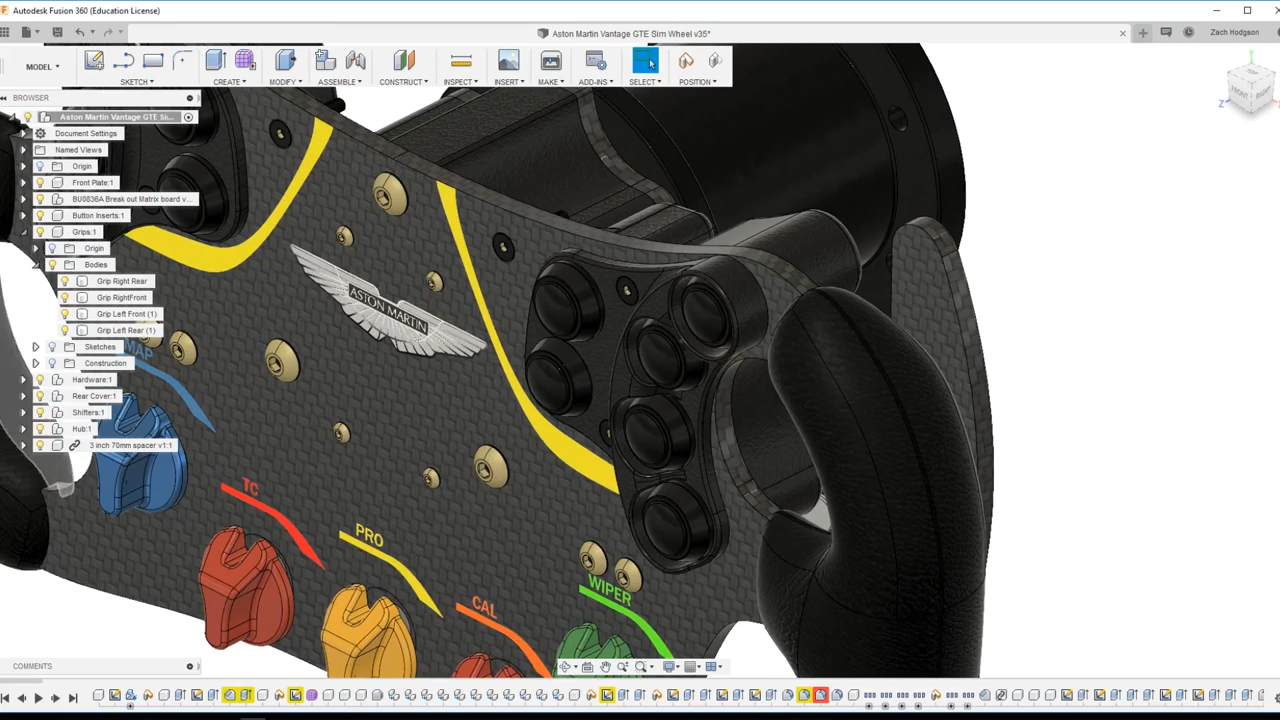 Autodesk Fusion 360 (Education License)
Aston Martin Vantage GTE Sim Wheel v35*
Zach Hodgson
MODEL
SKETCH
CREATE
MODIFY
ASSEMBLE
CONSTRUCT
INSPECT
INSERT
MAKE
ADD-INS
SELECT
POSITION
BROWSER
Aston Martin Vantage GTE Si...
Document Settings
Named Views
Origin
Front Plate:1
BU0836A Break out Matrix board v...
Button Inserts:1
Grips:1
Origin
Bodies
Grip Right Rear
Grip RightFront
Grip Left Front (1)
Grip Left Rear (1)
Sketches
Construction
Hardware:1
Rear Cover:1
Shifters:1
Hub:1
3 inch 70mm spacer v1:1
ASTON MARTIN
MAP
TC
PRO
CAL
WIPER
FRONT
Z
COMMENTS